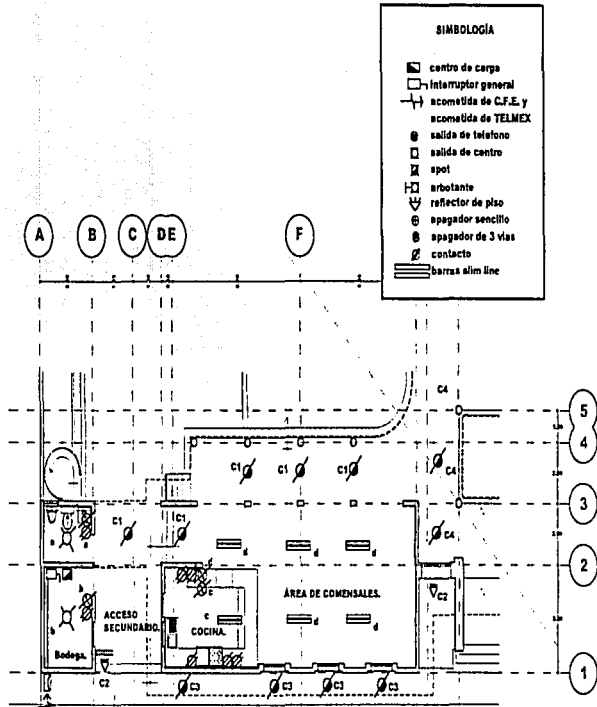 SIMBOLOGÍA
centro de carga
interruptor general
acometida de C.F.E. y
acometida de TELMEX
salida de telefono
salida de centro
spot
arbotante
reflector de piso
apagador sencillo
apagador de 3 vias
contacto
barras slim line
A B C D E F
C4
5
4
C1 C1 C1 C4
3
C1 C1 C4
a a d d d
2
d
b c C2
ACCESO
SECUNDARIO.
ÁREA DE COMENSALES.
c d d
b COCINA.
Bodega.
C2
1
C3 C3 C3 C3